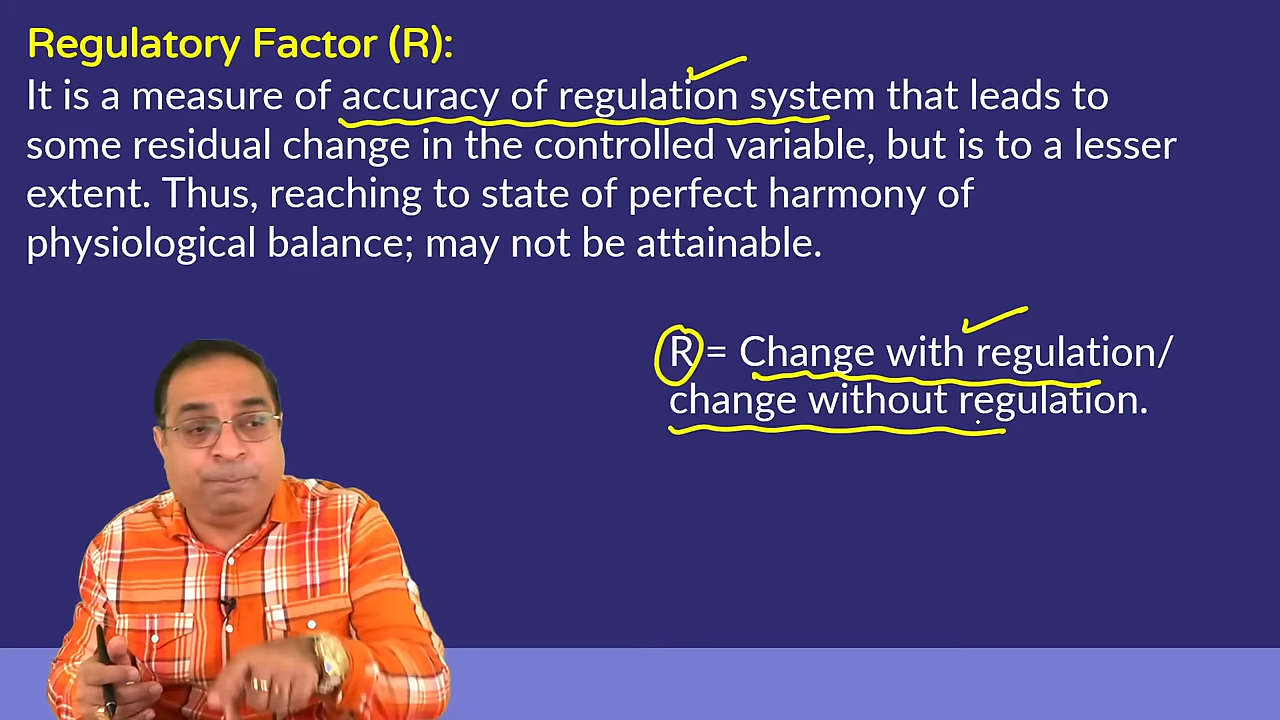 Regulatory Factor (R):
It is a measure of accuracy of regulation system that leads to
some residual change in the controlled variable, but is to a lesser
extent. Thus, reaching to state of perfect harmony of
physiological balance; may not be attainable.
R = Change with regulation/
change without regulation.